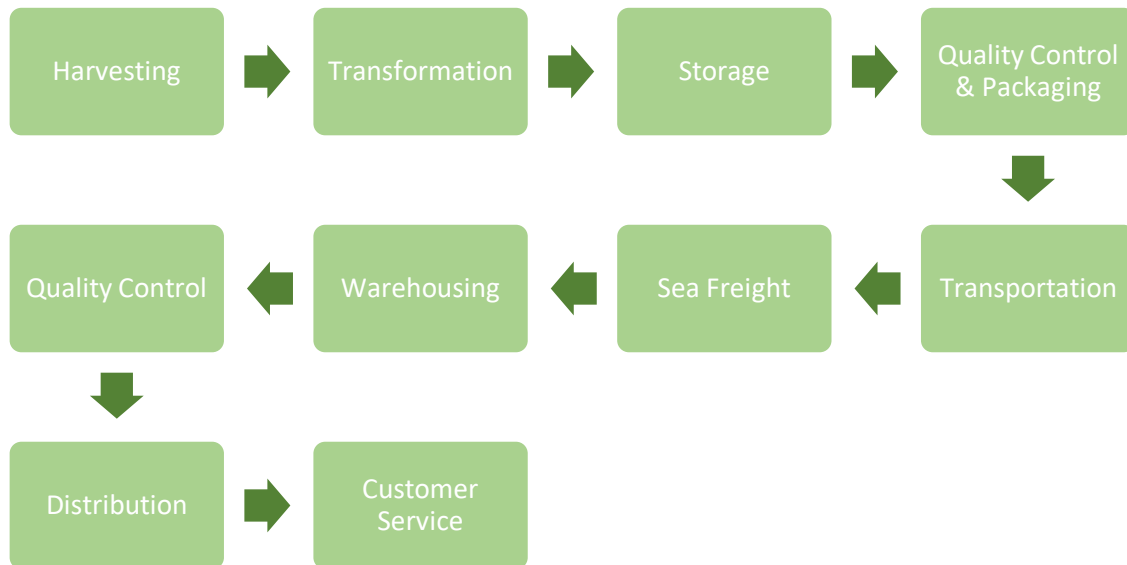 Harvesting
Transformation
Storage
Quality Control
& Packaging
Transportation
Sea Freight
Warehousing
Quality Control
Distribution
Customer
Service